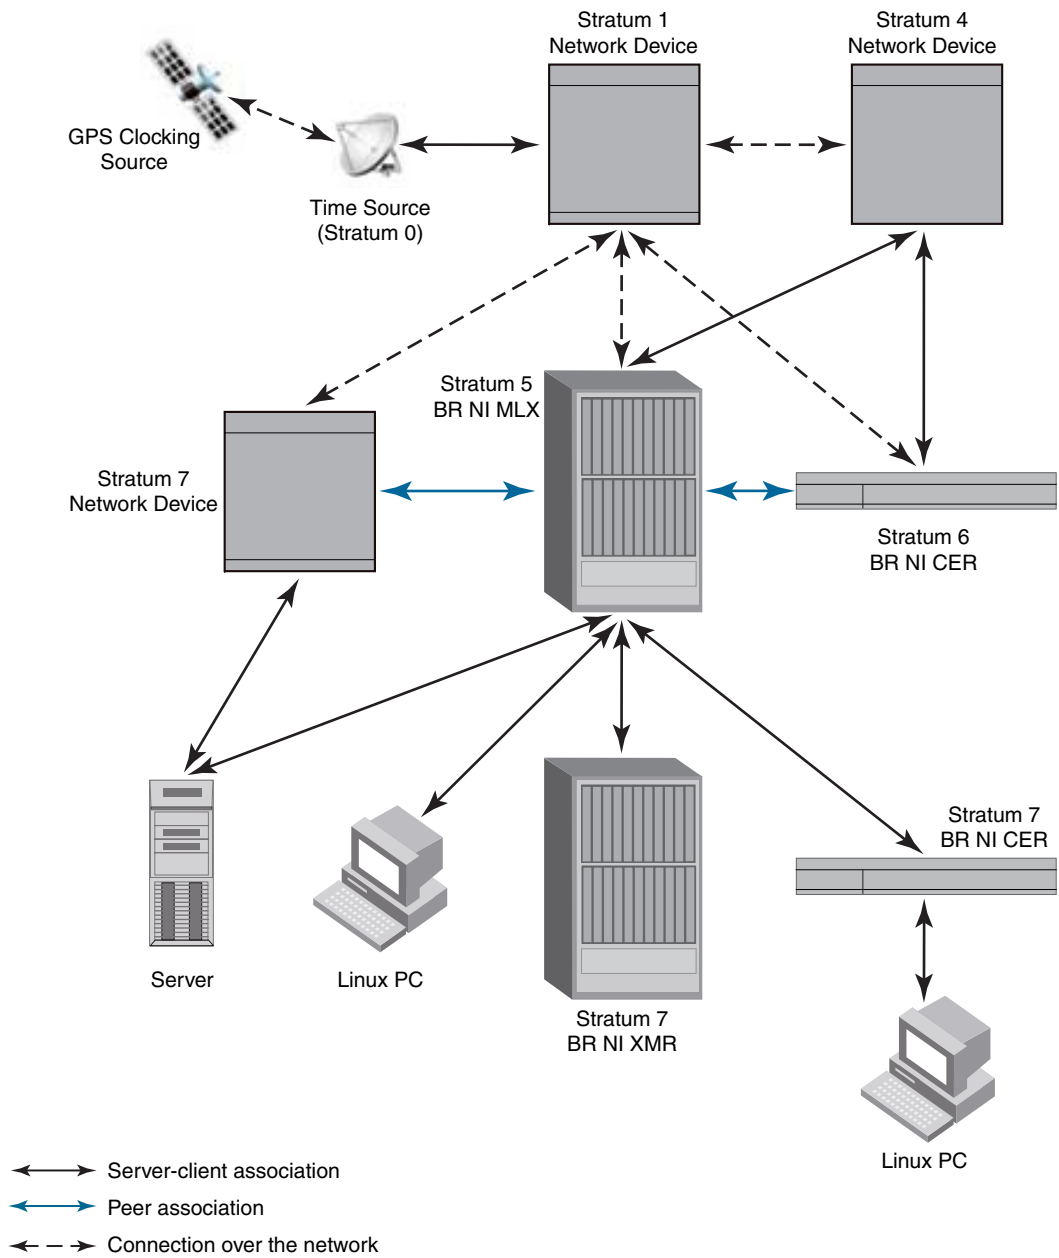 Stratum 1
Network Device
Stratum 4
Network Device
GPS Clocking
Source
Time Source
(Stratum 0)
Stratum 5
BR NI MLX
Stratum 7
Network Device
Stratum 6
BR NI CER
Stratum 7
BR NI CER
Server
Linux PC
Stratum 7
BR NI XMR
Linux PC
Server-client association
Peer association
Connection over the network